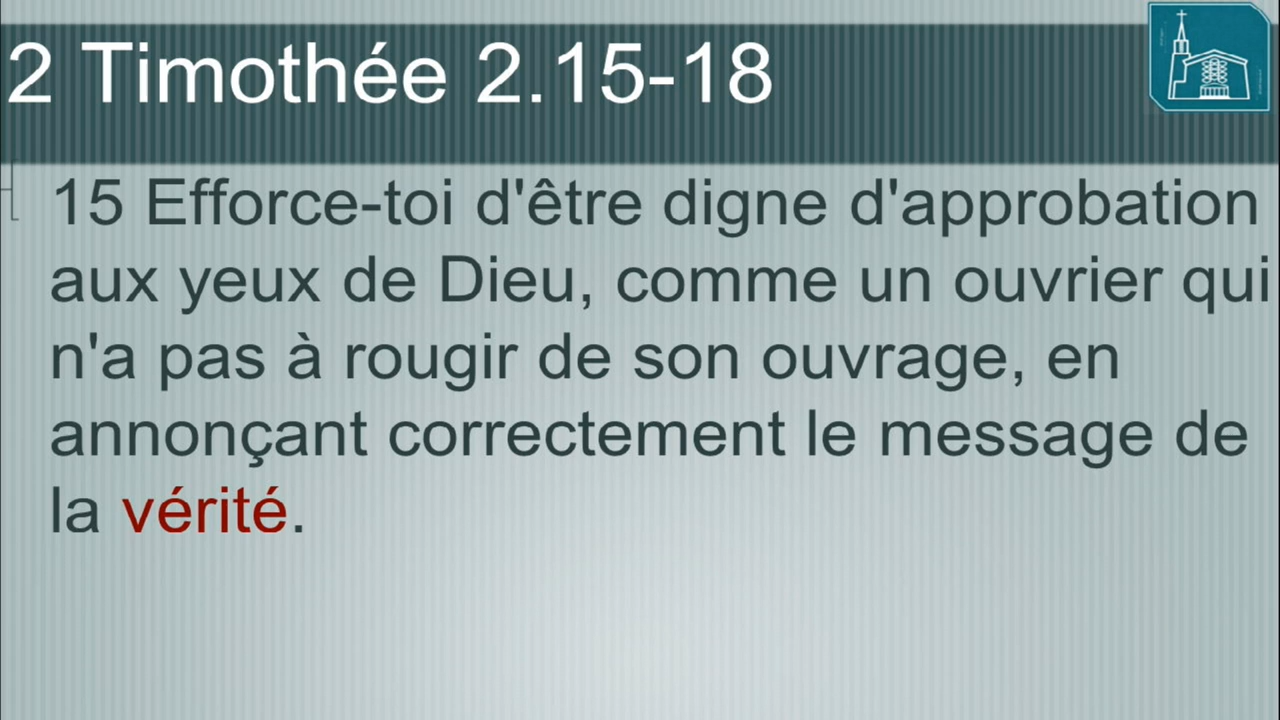 2 Timothée 2.15-18
15 Efforce-toi d'être digne d'approbation
aux yeux de Dieu, comme un ouvrier qui
n'a pas à rougir de son ouvrage, en
annonçant correctement le message de
la vérité.